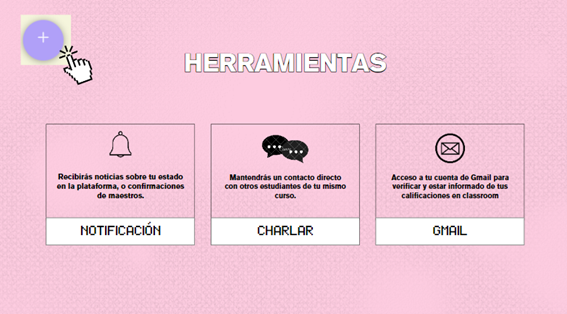 +
HERRAMIENTAS
Recibirás noticias sobre tu estado
en la plataforma, o confirmaciones
de maestros.
NOTIFICACIÓN
Mantendrás un contacto directo
con otros estudiantes de tu mismo
curso.
CHARLAR
Acceso a tu cuenta de Gmail para
verificar y estar informado de tus
calificaciones en classroom
GMAIL